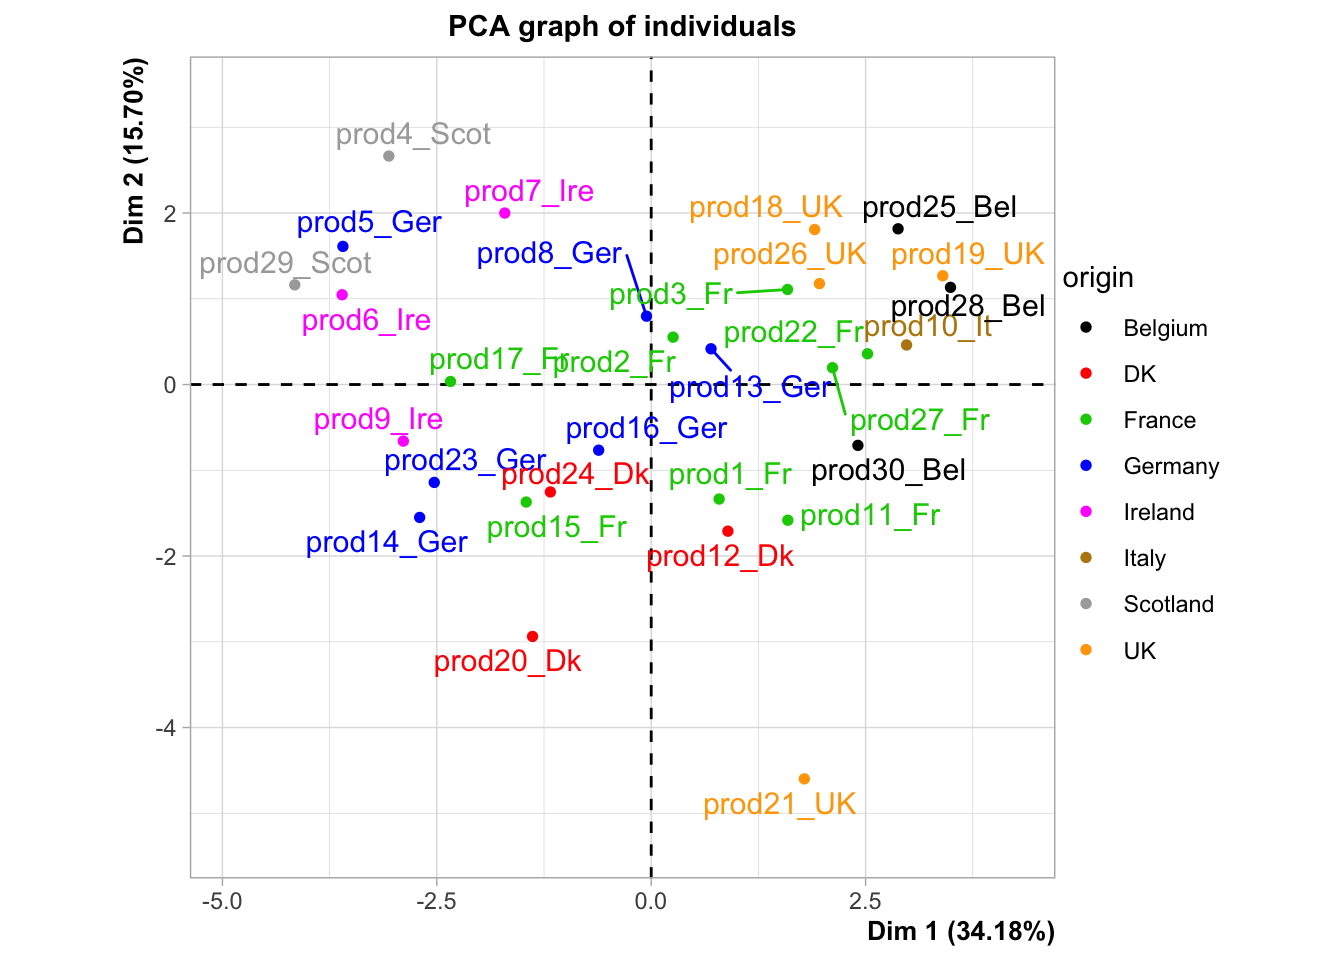 PCA graph of individuals
Dim 2 (15.70%)
prod4_Scot
prod7_Ire
prod5_Ger
prod18_UK
prod25_Bel
prod8_Ger
prod26_UK
prod19_UK
prod29_Scot
prod3_Fr
prod28_Bel
prod6_Ire
prod22_Fr
prod10_It
prod17_Fr
prod2_Fr
prod13_Ger
prod9_Ire
prod27_Fr
prod16_Ger
prod23_Ger
prod24_Dk
prod1_Fr
prod30_Bel
prod15_Fr
prod11_Fr
prod14_Ger
prod12_Dk
prod20_Dk
prod21_UK
2
0
-2
-4
-5.0
-2.5
0.0
2.5
Dim 1 (34.18%)
origin
Belgium
DK
France
Germany
Ireland
Italy
Scotland
UK